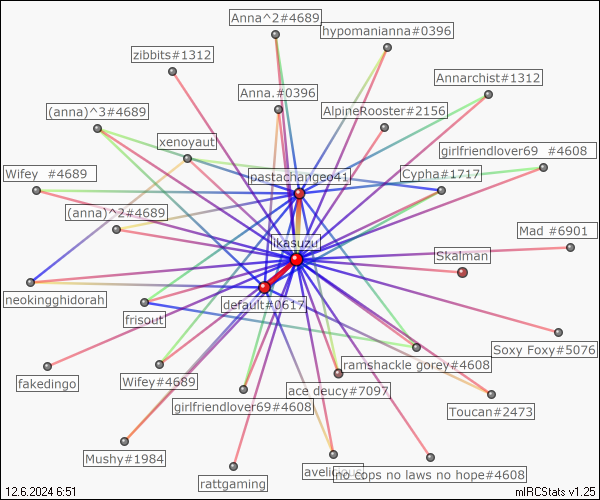 Anna^2#4689
hypomanianna#0396
zibbits#1312
Annarchist#1312
Anna.#0396
(anna)^3#4689
AlpineRooster#2156
xenoyaut
girlfriendlover69 #4608
Wifey #4689
pastachangeo41
Cypha#1717
(anna)^2#4689
Mad #6901
ikasuzu
Skalman
neokingghidorah
default#0617
frisout
Soxy Foxy#5076
ramshackle gorey#4608
fakedingo
Wifey#4689
ace deucy#7097
girlfriendlover69#4608
Toucan#2473
Mushy#1984
avelicious
no cops no laws no hope#4608
rattgaming
12.6.2024 6:51
mIRCStats v1.25